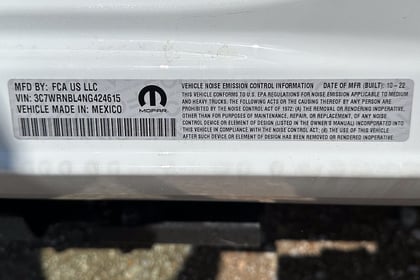 MFD BY: FCA US LLC
VIN: 3C7WRNBL4NG424615
VEHICLE MADE IN: MEXICO
MOPAR
VEHICLE NOISE EMISSION CONTROL INFORMATION DATE OF MFR (BUILT): 10 - 22
THIS VEHICLE CONFORMS TO U.S. EPA REGULATIONS FOR NOISE EMISSION APPLICABLE TO MEDIUM
AND HEAVY TRUCKS. THE FOLLOWING ACTS OR THE CAUSING THEREOF BY ANY PERSON ARE
PROHIBITED BY THE NOISE CONTROL ACT OF 1972: (A) THE REMOVAL OR RENDERING INOPERATIVE,
OTHER THAN FOR PURPOSES OF MAINTENANCE, REPAIR, OR REPLACEMENT, OF ANY NOISE
CONTROL DEVICE OR ELEMENT OF DESIGN (LISTED IN THE OWNER'S MANUAL) INCORPORATED INTO
THIS VEHICLE IN COMPLIANCE WITH THE NOISE CONTROL ACT; (B) THE USE OF THIS VEHICLE AFTER
SUCH DEVICE OR ELEMENT OF DESIGN HAS BEEN REMOVED OR RENDERED INOPERATIVE.